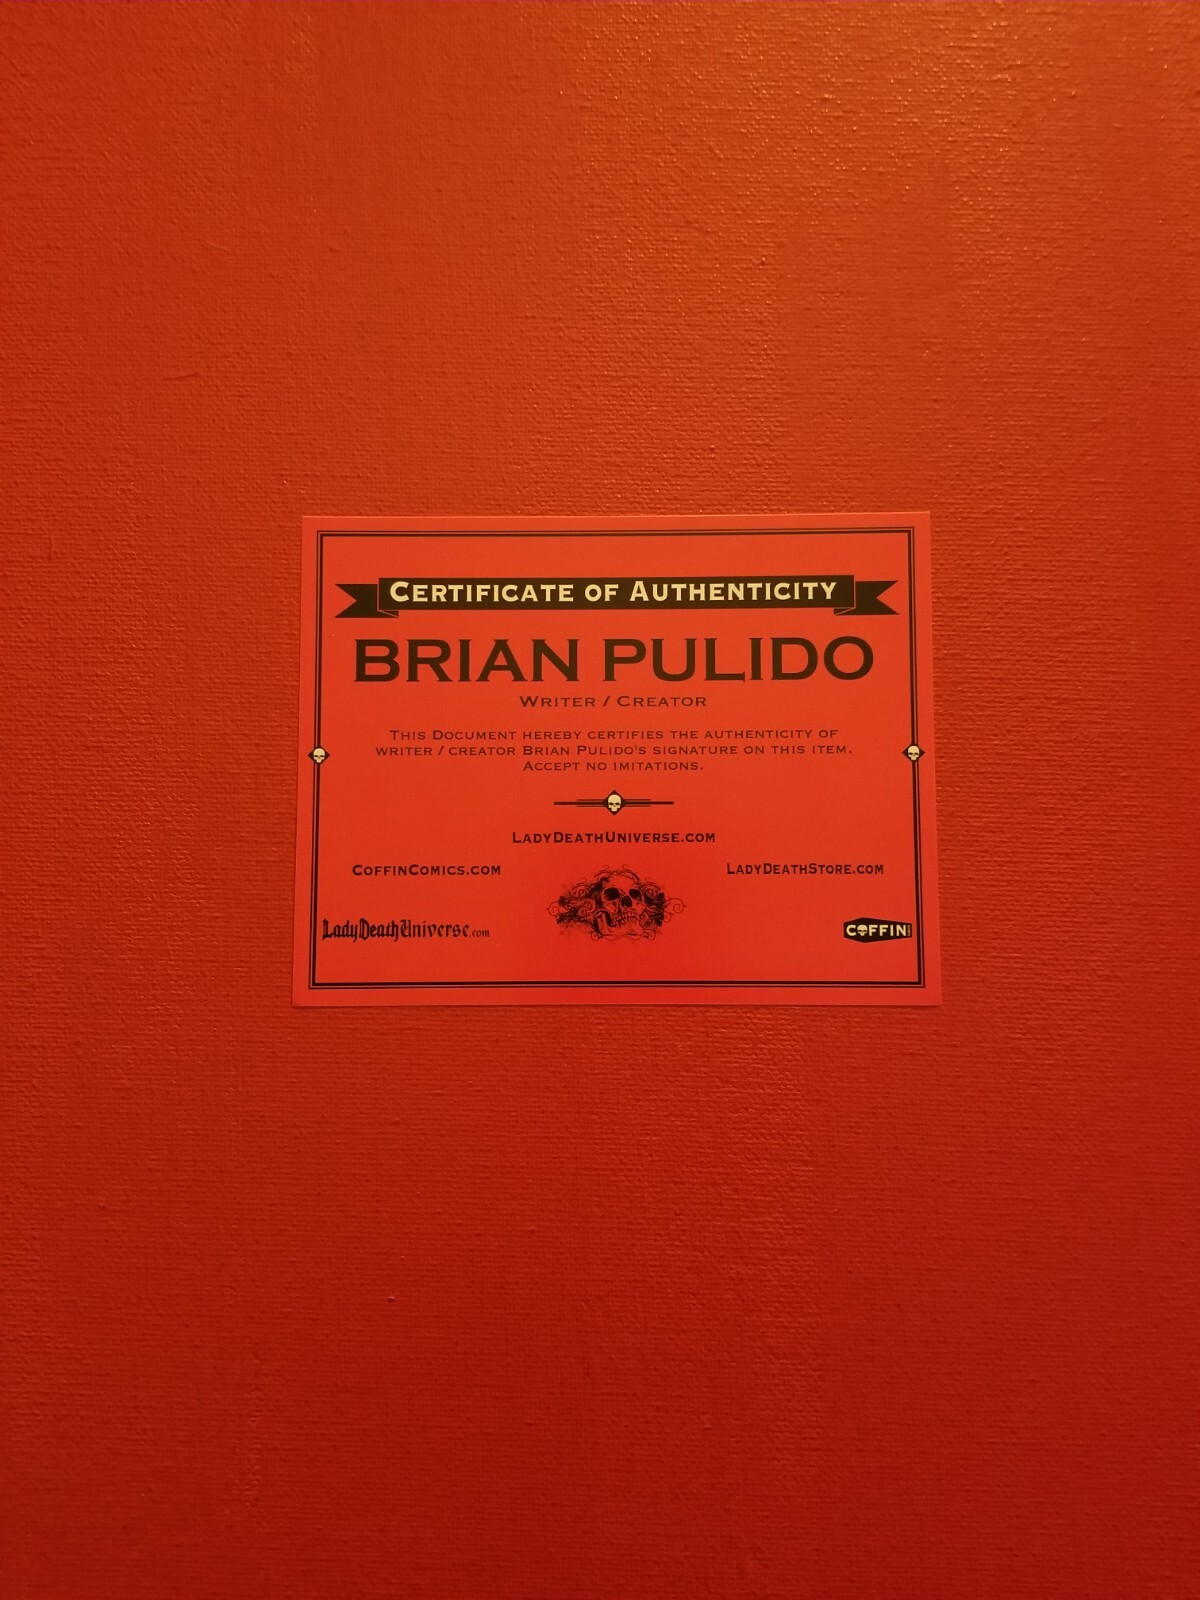 CERTIFICATE OF AUTHENTICITY
BRIAN PULIDO
WRITER / CREATOR
THIS DOCUMENT HEREBY CERTIFIES THE AUTHENTICITY OF
WRITER / CREATOR BRIAN PULIDO'S SIGNATURE ON THIS ITEM.
ACCEPT NO IMITATIONS.
LADYDEATHUNIVERSE.COM
COFFINCOMICS.COM
LADYDEATHSTORE.COM
LadyDeathUniverse.com
COFFIN